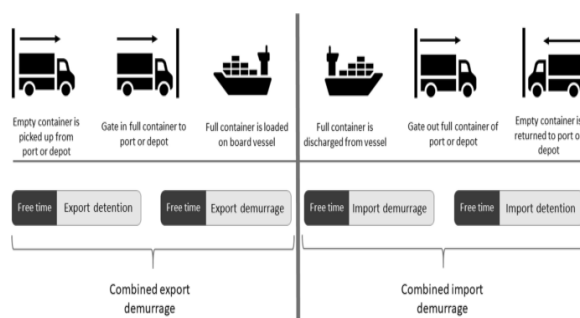 Empty container is
picked up from
port or depot
Gate in full container to
port or depot
Full container is loaded
on board vessel
Full container is
discharged from vessel
Gate out full container of
port or depot
Empty container is
returned to port or
depot
Free time Export detention
Free time Export demurrage
Free time Import demurrage
Free time Import detention
Combined export
demurrage
Combined import
demurrage